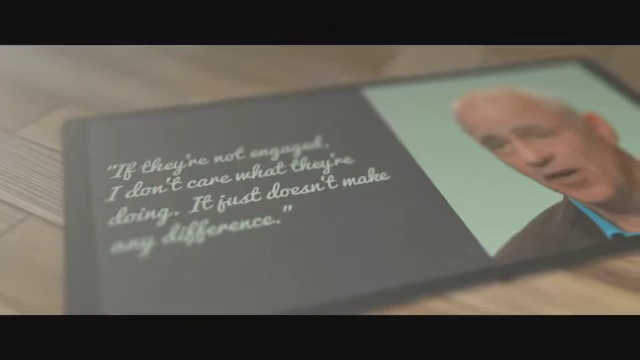 “If they're not engaged,
I don't care what they're
doing. It just doesn't make
any difference.”